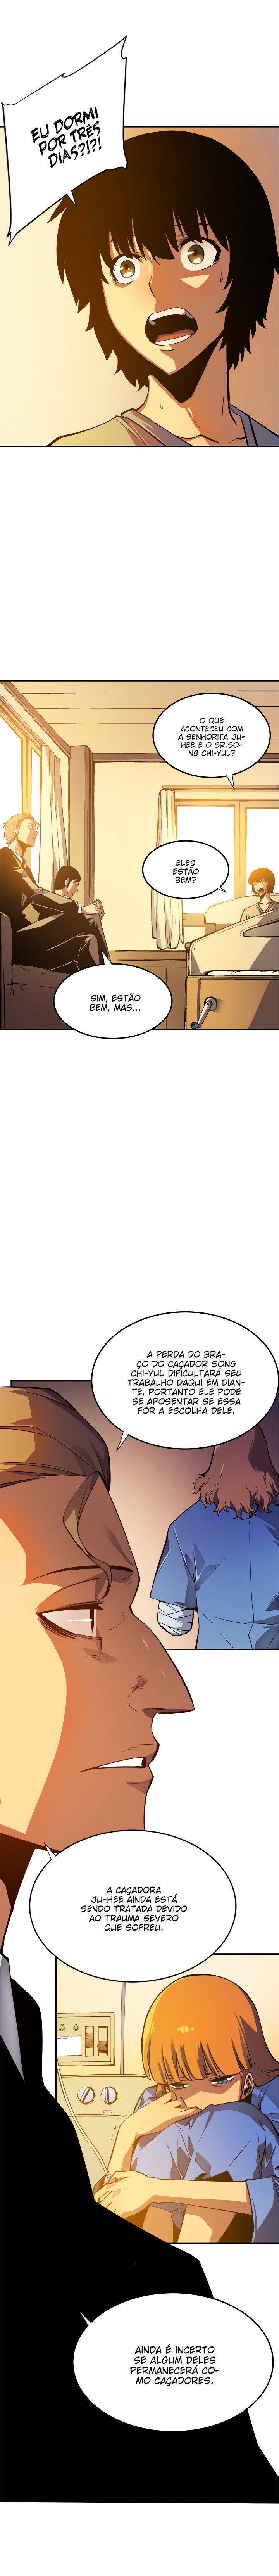 EU DORMI
POR TRÊS
DIAS?!?!
O QUE
ACONTECEU COM
A SENHORITA JU-
HEE E O SR.SO-
NG CHI-YUL?
ELES
ESTÃO
BEM?
SIM, ESTÃO
BEM, MAS...
A PERDA DO BRA-
ÇO DO CAÇADOR SONG
CHI-YUL DIFICULTARÁ SEU
TRABALHO DAQUI EM DIAN-
TE, PORTANTO ELE PODE
SE APOSENTAR SE ESSA
FOR A ESCOLHA DELE.
A CAÇADORA
JU-HEE AINDA ESTÁ
SENDO TRATADA DEVIDO
AO TRAUMA SEVERO
QUE SOFREU.
AINDA É INCERTO
SE ALGUM DELES
PERMANECERÁ CO-
MO CAÇADORES.